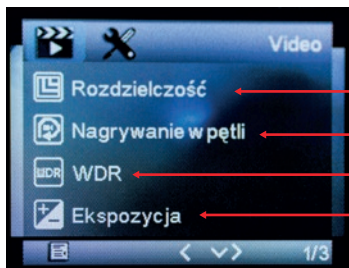 Video
Rozdzielczość
Nagrywanie w pętli
WDR WDR
Ekspozycja
1/3